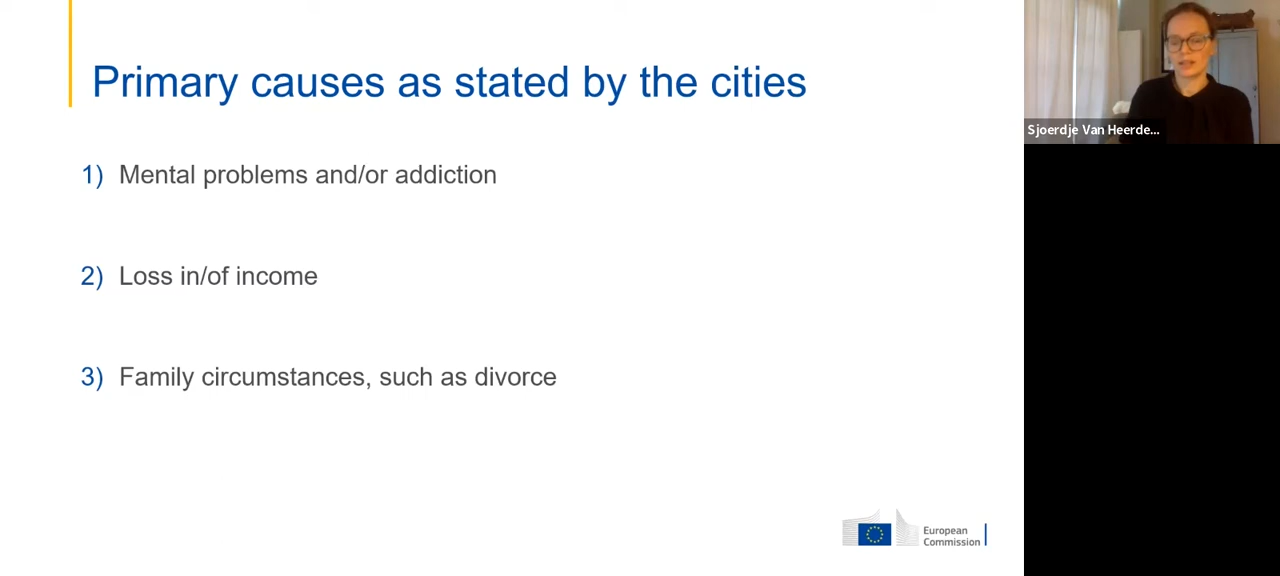 Primary causes as stated by the cities
1) Mental problems and/or addiction
2) Loss in/of income
3) Family circumstances, such as divorce
European
Commission
Sjoerdje Van Heerde...